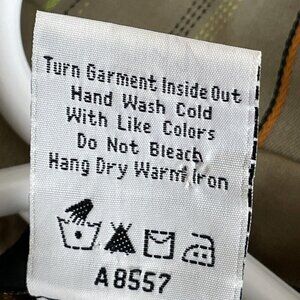 Turn Garment Inside Out
Hand Wash Cold
With Like Colors
Do Not Bleach
Hang Dry Warm Iron
A8557